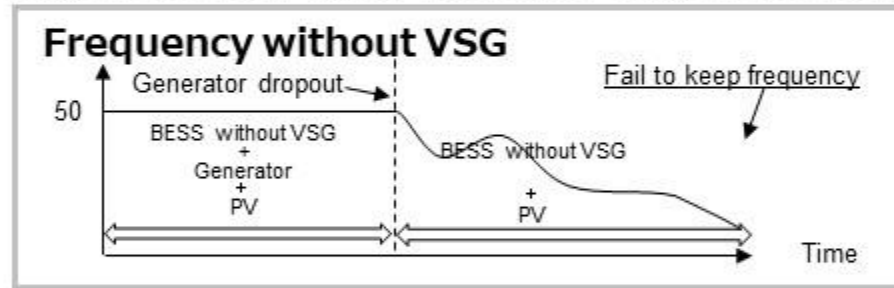 Frequency without VSG
Generator dropout
Fail to keep frequency
50
BESS without VSG
+
Generator
+
PV
BESS without VSG
+
PV
Time